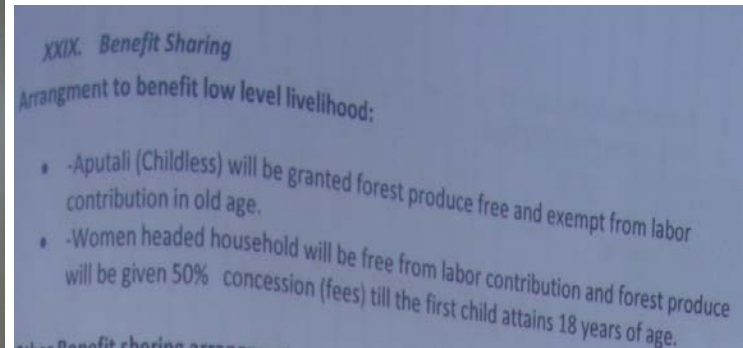 XXIX. Benefit Sharing
Arrangment to benefit low level livelihood:
• -Aputali (Childless) will be granted forest produce free and exempt from labor
contribution in old age.
• -Women headed household will be free from labor contribution and forest produce
will be given 50% concession (fees) till the first child attains 18 years of age.
Benefit sharing